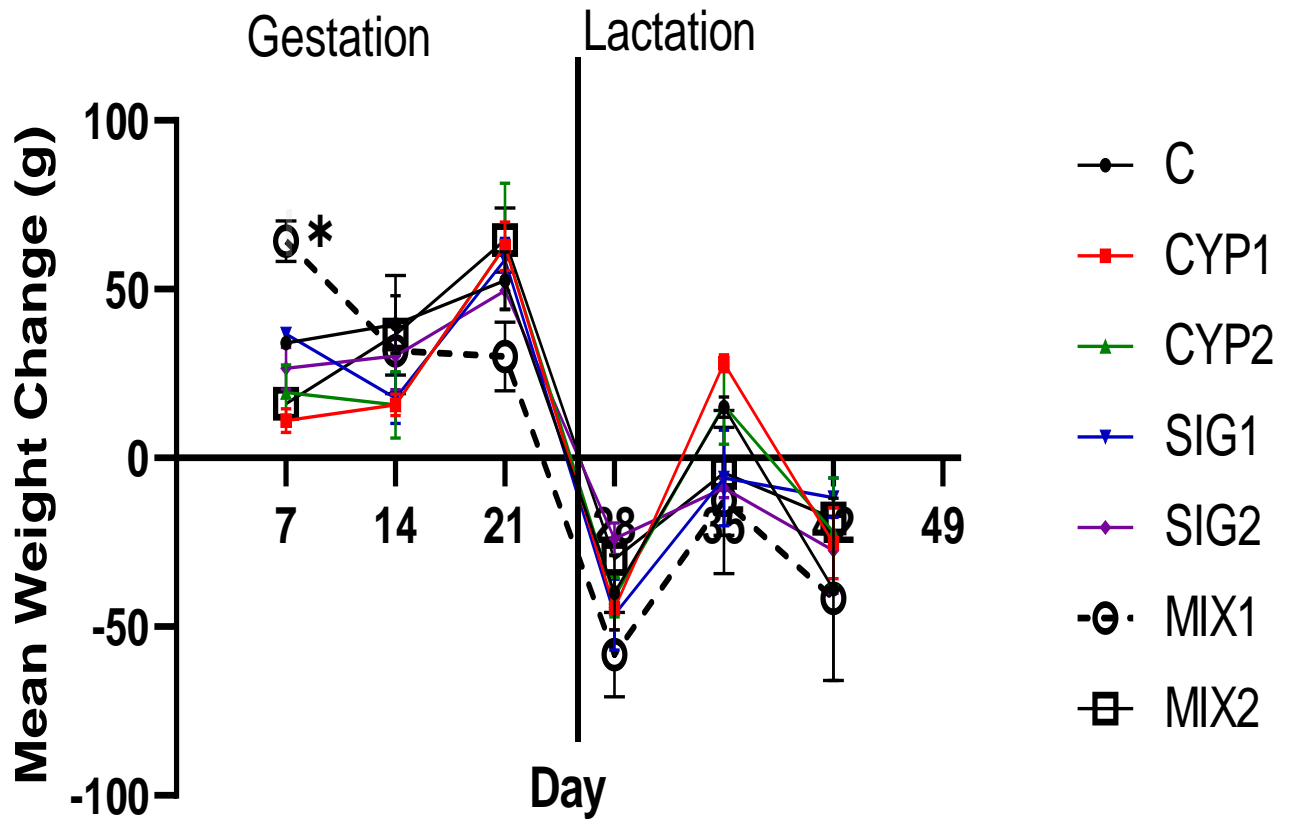 Gestation
Lactation
Mean Weight Change (g)
100
50
0
-50
-100
*
7 14 21 28 35 42 49
Day
C
CYP1
CYP2
SIG1
SIG2
MIX1
MIX2